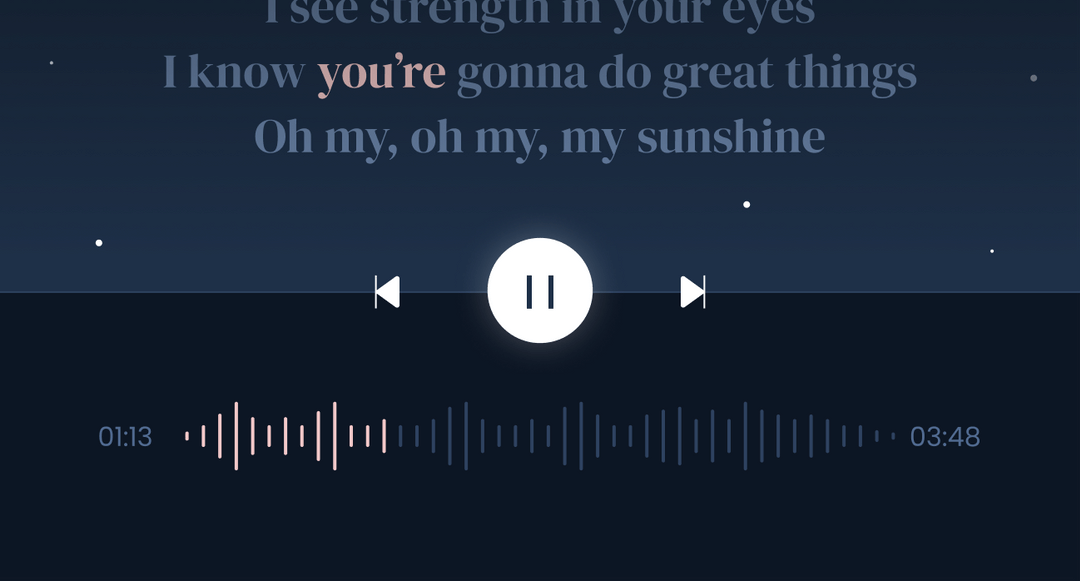 I see strength in your eyes
I know you’re gonna do great things
Oh my, oh my, my sunshine
01:13
03:48